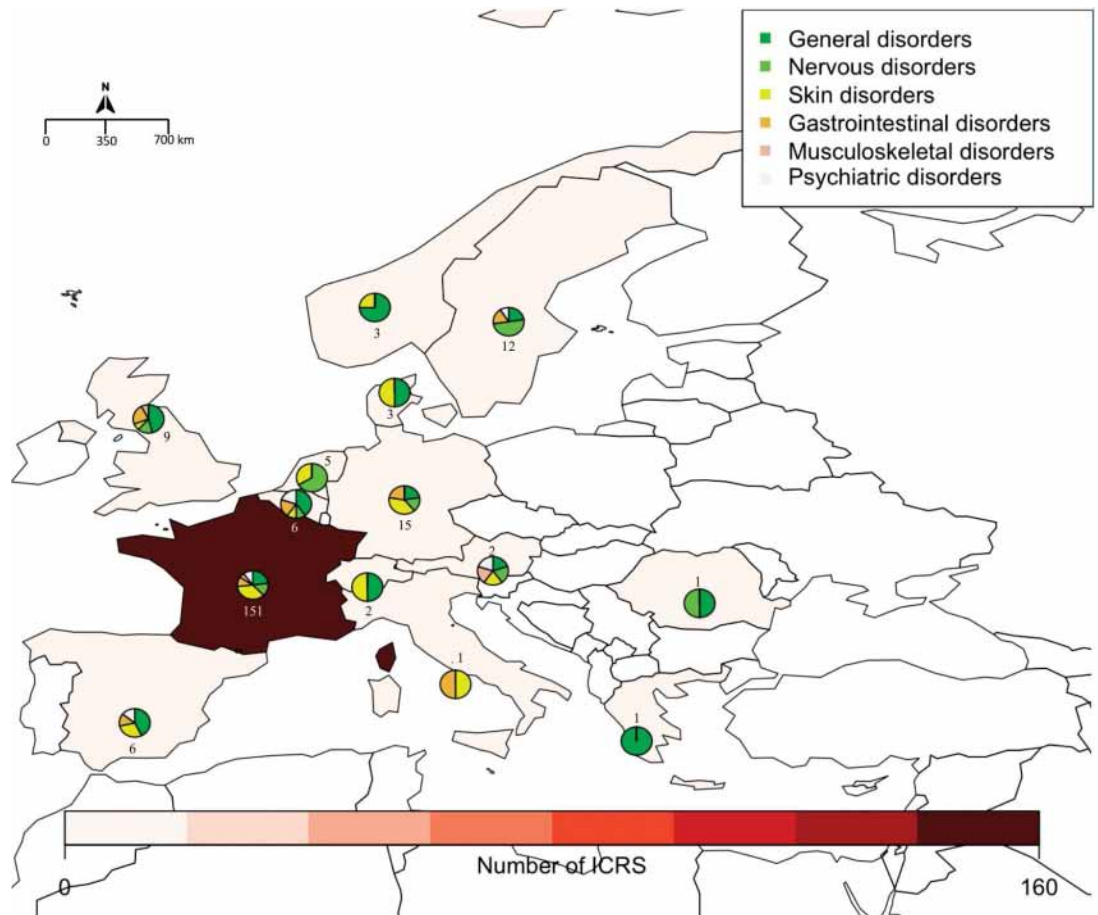 General disorders
Nervous disorders
Skin disorders
Gastrointestinal disorders
Musculoskeletal disorders
Psychiatric disorders
N
0 350 700 km
3
12
3
9
5
6
15
2
151
2
1
. 1
6
1
Number of ICRS
0 160